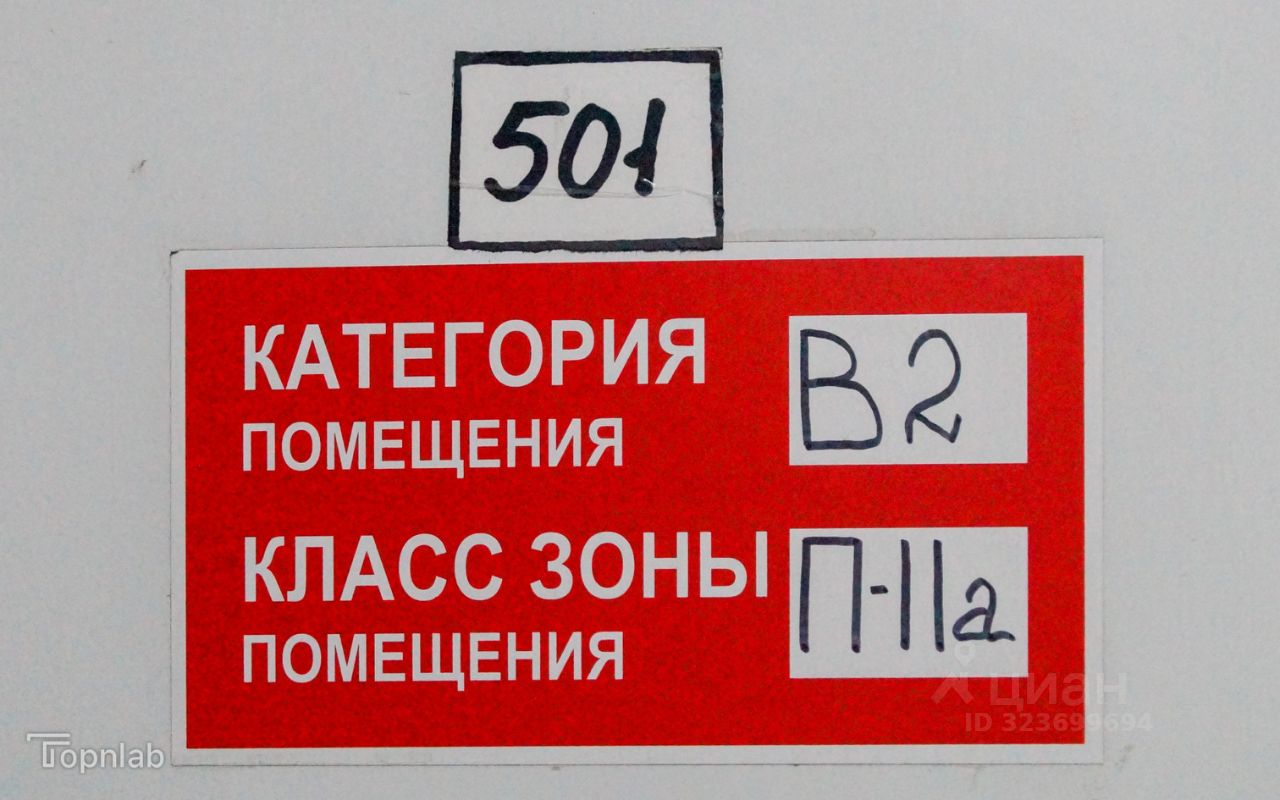 501
КАТЕГОРИЯ
ПОМЕЩЕНИЯ
В2
КЛАСС ЗОНЫ
ПОМЕЩЕНИЯ
П-IIа
циан
ID 323699694
Topnlab